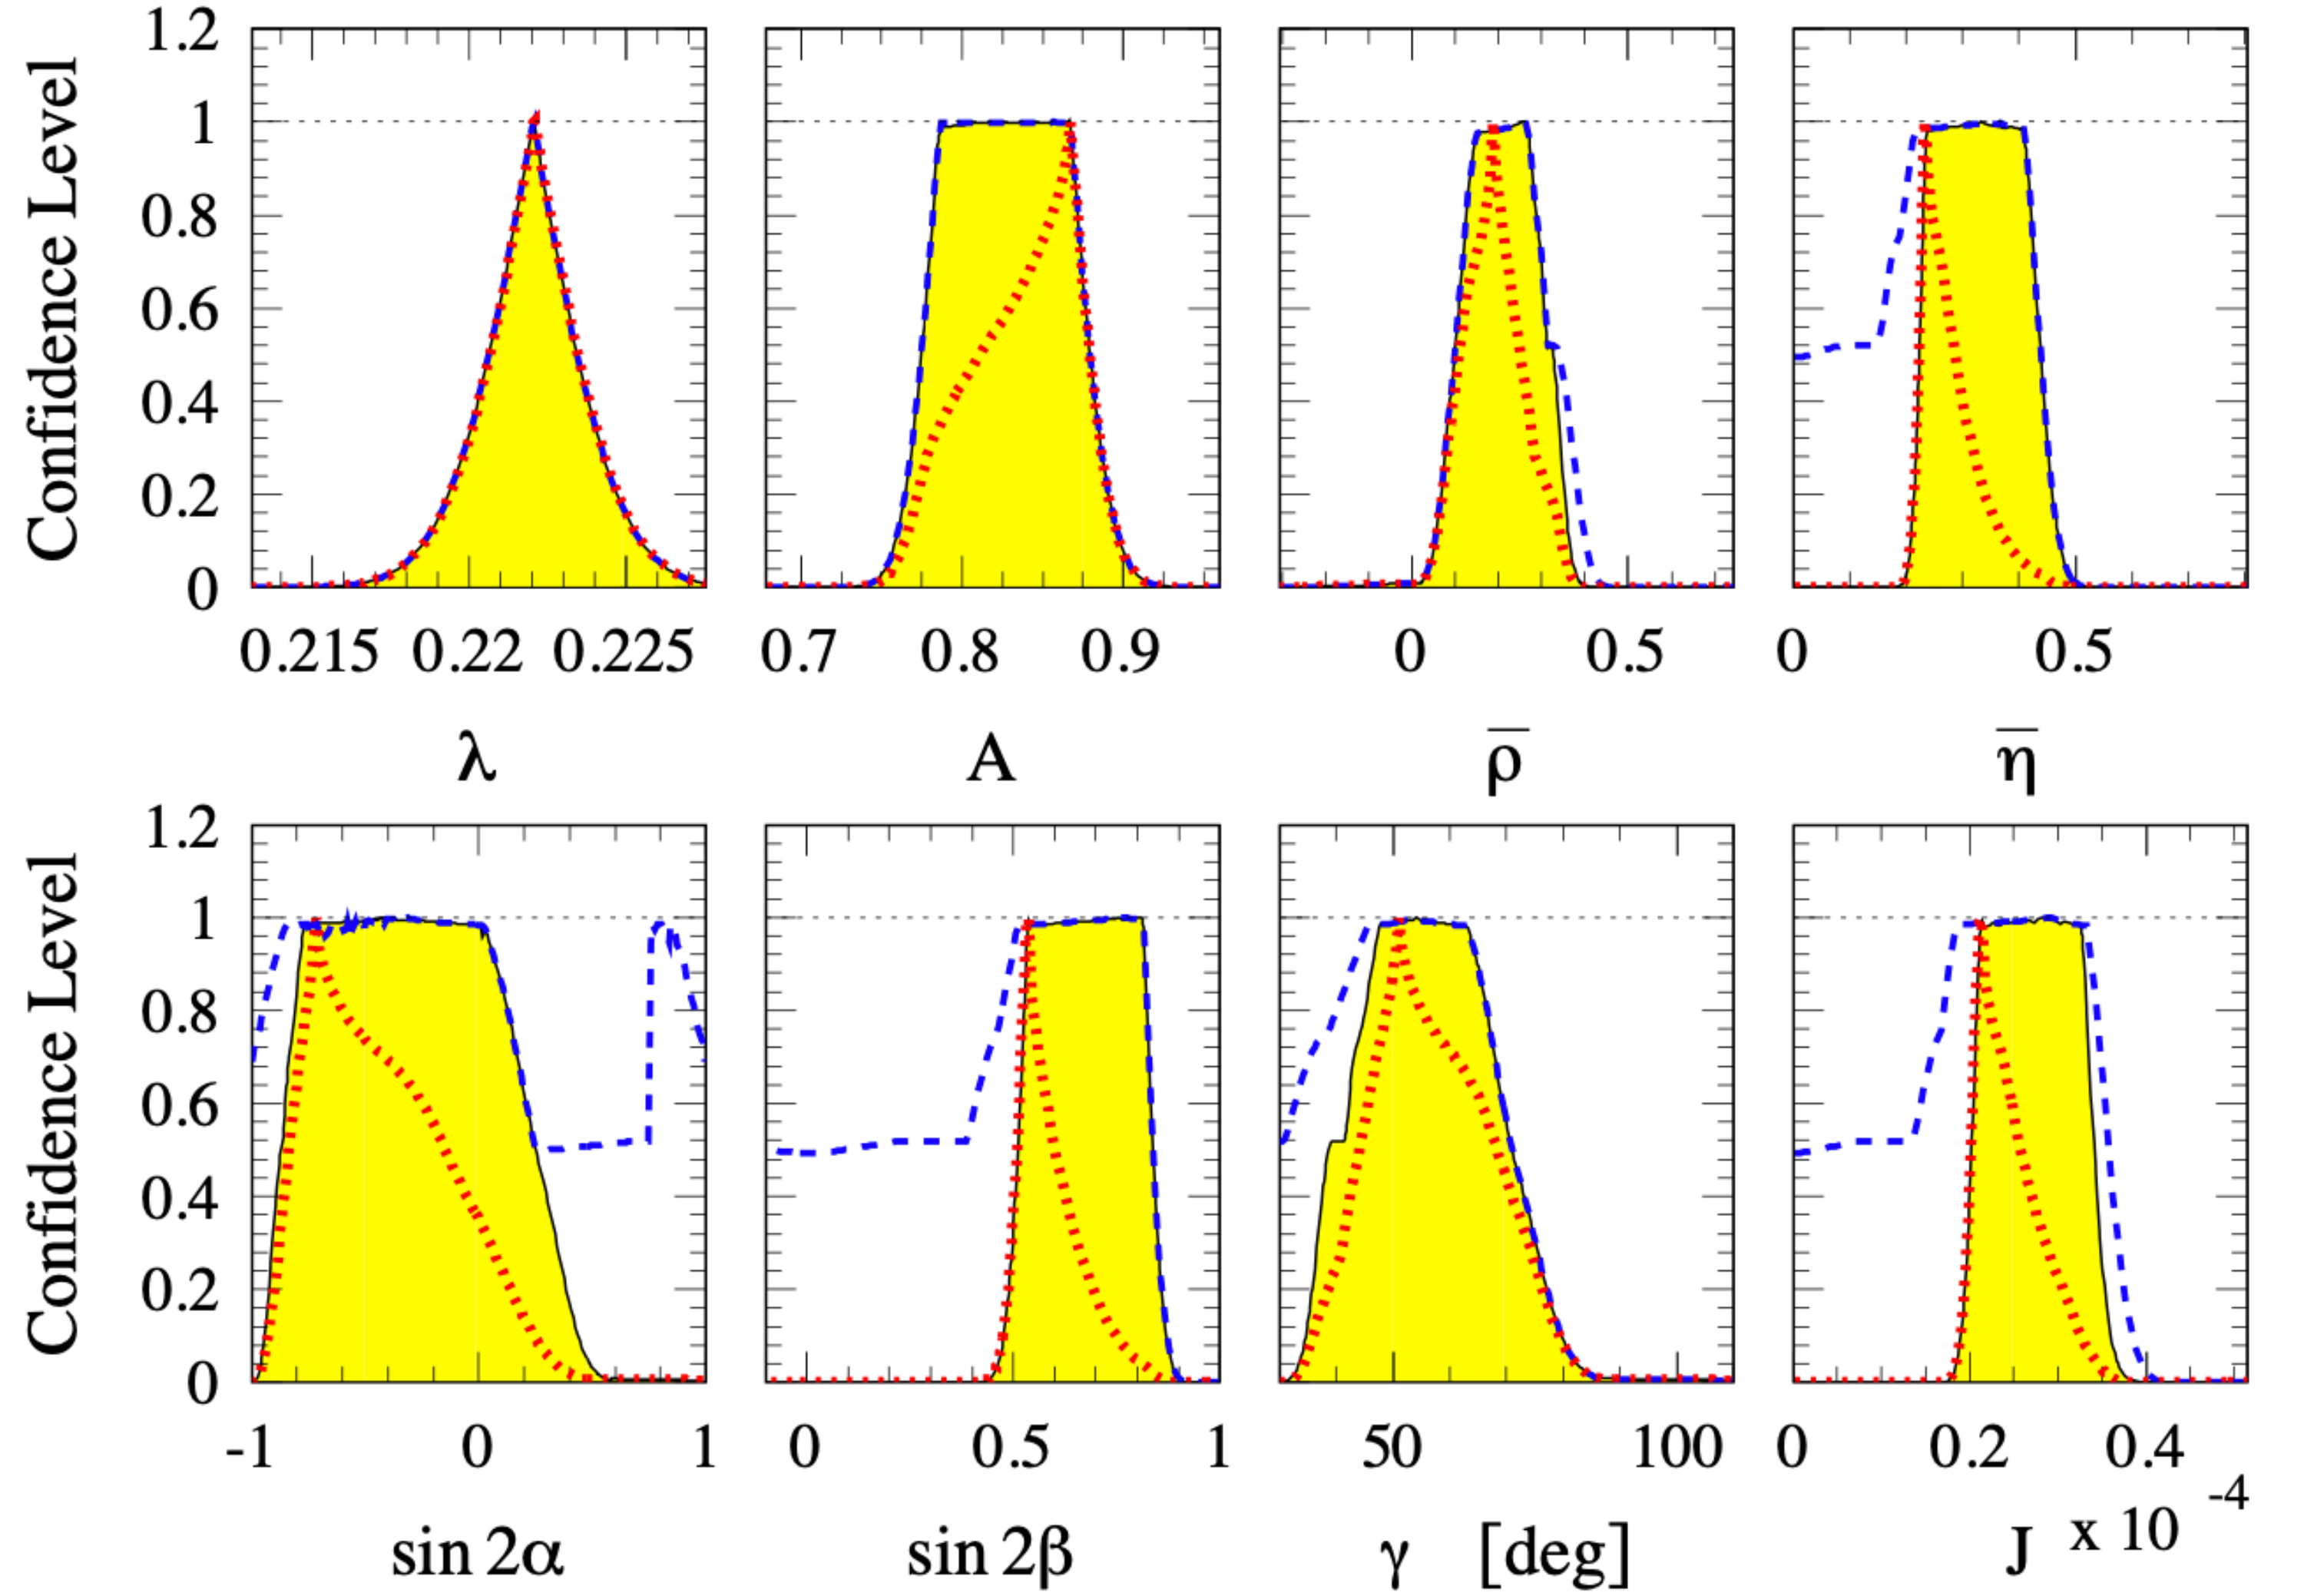 Confidence Level
1.2
1
0.8
0.6
0.4
0.2
0
0.215 0.22 0.225
λ
0.7 0.8 0.9
A
0 0.5
ρ̅
0 0.5
η̅
Confidence Level
1.2
1
0.8
0.6
0.4
0.2
0
-1 0 1
sin 2α
0 0.5 1
sin 2β
50 100
γ [deg]
0 0.2 0.4
J x 10⁻⁴